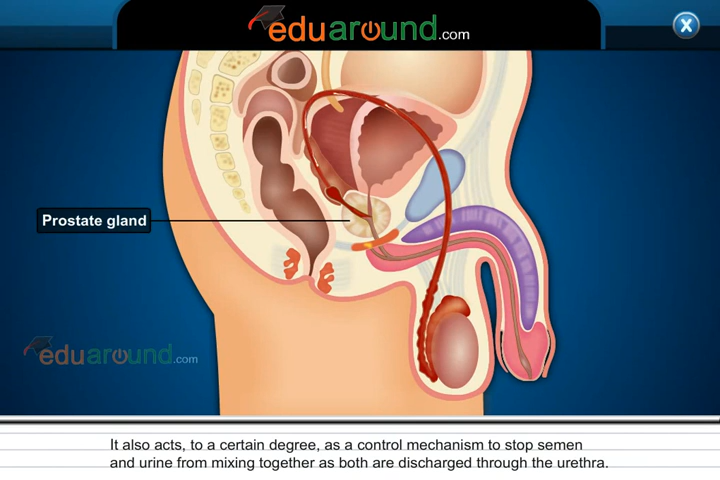 eduaround.com
Prostate gland
eduaround.com
It also acts, to a certain degree, as a control mechanism to stop semen
and urine from mixing together as both are discharged through the urethra.